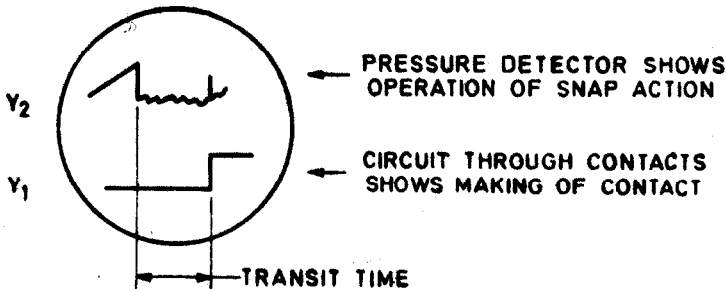 PRESSURE DETECTOR SHOWS
OPERATION OF SNAP ACTION
Y2
CIRCUIT THROUGH CONTACTS
SHOWS MAKING OF CONTACT
Y1
TRANSIT TIME